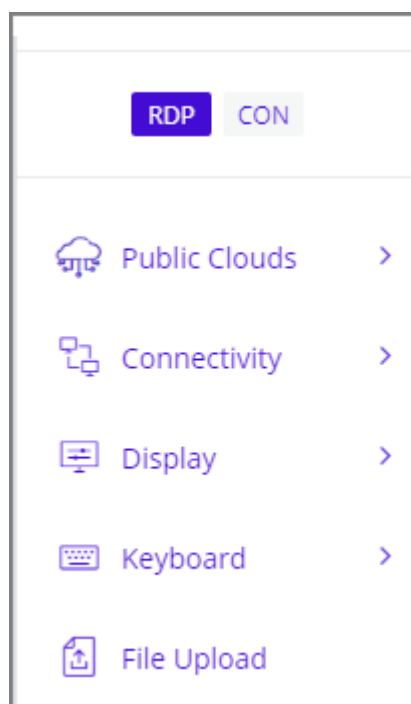 RDP CON
Public Clouds
Connectivity
Display
Keyboard
File Upload